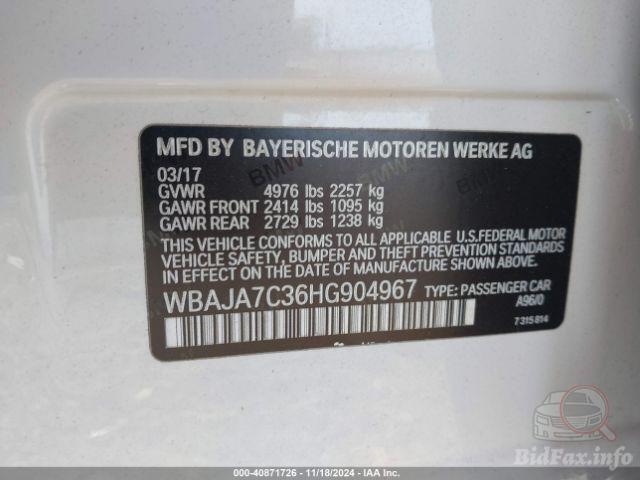 MFD BY BAYERISCHE MOTOREN WERKE AG
03/17
GVWR 4976 lbs 2257 kg
GAWR FRONT 2414 lbs 1095 kg
GAWR REAR 2729 lbs 1238 kg
THIS VEHICLE CONFORMS TO ALL APPLICABLE U.S.FEDERAL MOTOR
VEHICLE SAFETY, BUMPER AND THEFT PREVENTION STANDARDS IN
EFFECT ON THE DATE OF MANUFACTURE SHOWN ABOVE.
WBAJA7C36HG904967 TYPE: PASSENGER CAR
A96/0
7315814
BidFax.info
000-40871726 - 11/18/2024 - IAA Inc.